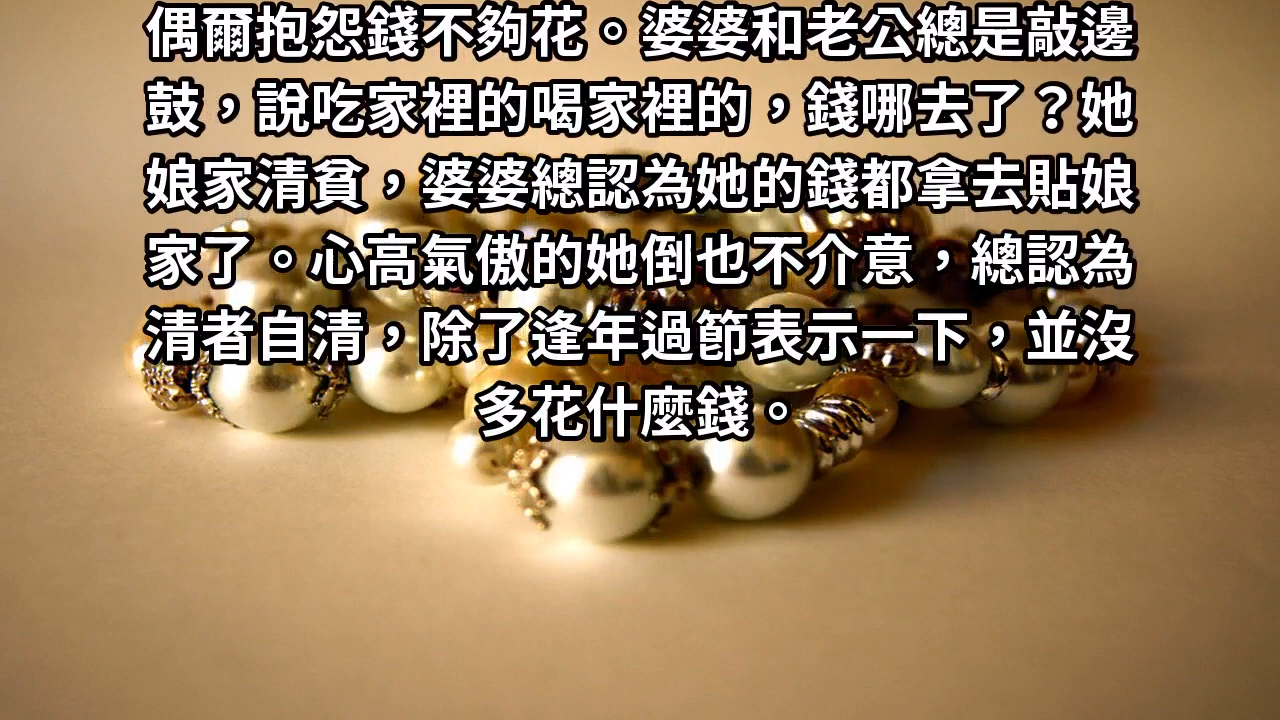 偶爾抱怨錢不夠花。婆婆和老公總是敲邊
鼓，說吃家裡的喝家裡的，錢哪去了？她
娘家清貧，婆婆總認為她的錢都拿去貼娘
家了。心高氣傲的她倒也不介意，總認為
清者自清，除了逢年過節表示一下，並沒
多花什麼錢。